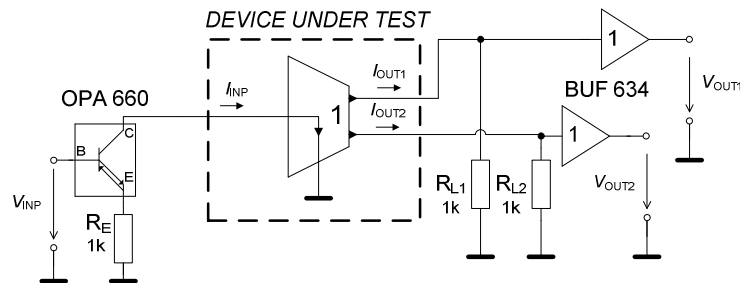 DEVICE UNDER TEST
OPA 660
I_INP
I_OUT1
I_OUT2
1
1
BUF 634
V_OUT1
B
C
E
1
V_INP
R_E
1k
R_L1
1k
R_L2
1k
V_OUT2